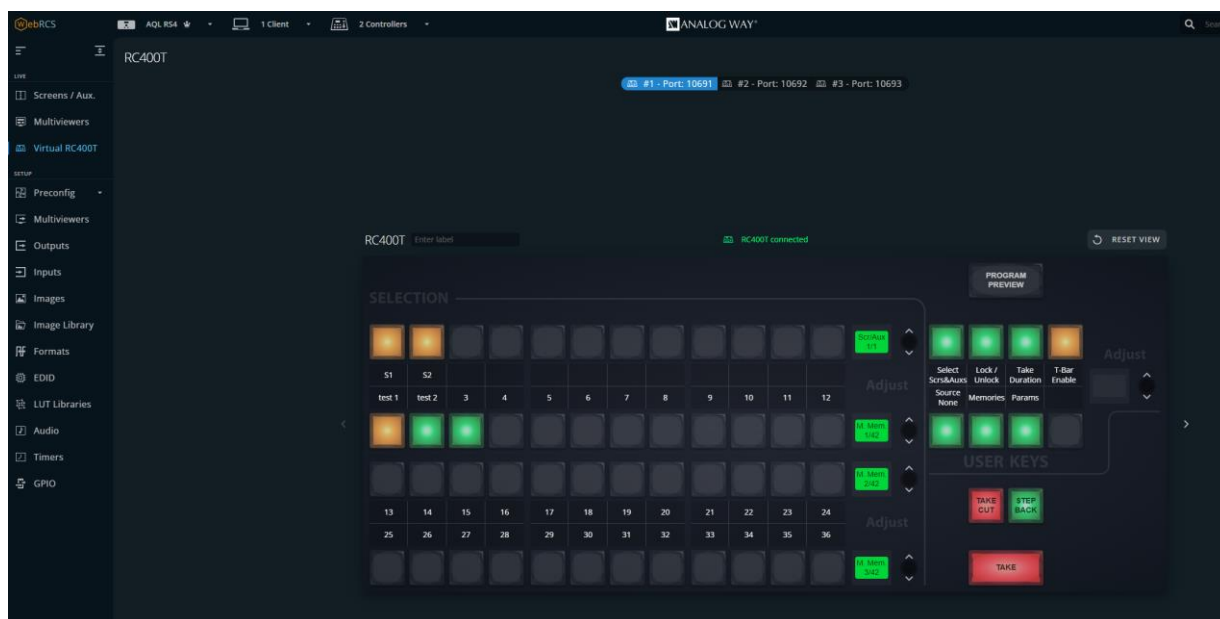 WebRCS
AQL RS4
1 Client
2 Controllers
ANALOG WAY®
RC400T
#1 - Port: 10691
#2 - Port: 10692
#3 - Port: 10693
LIVE
Screens / Aux.
Multiviewers
Virtual RC400T
SETUP
Preconfig
Multiviewers
Outputs
Inputs
Images
Image Library
Formats
EDID
LUT Libraries
Audio
Timers
GPIO
RC400T
Enter label
RC400T connected
RESET VIEW
PROGRAM
PREVIEW
SELECTION
Scr/Aux
1/1
S1 S2
test 1 test 2 3 4 5 6 7 8 9 10 11 12
Adjust
M. Mem.
1/42
M. Mem.
2/42
13 14 15 16 17 18 19 20 21 22 23 24
25 26 27 28 29 30 31 32 33 34 35 36
Adjust
M. Mem.
3/42
Select
Scrs&Auxs
Lock /
Unlock
Take
Duration
T-Bar
Enable
Source
None
Memories
Params
Adjust
USER KEYS
TAKE
CUT
STEP
BACK
TAKE